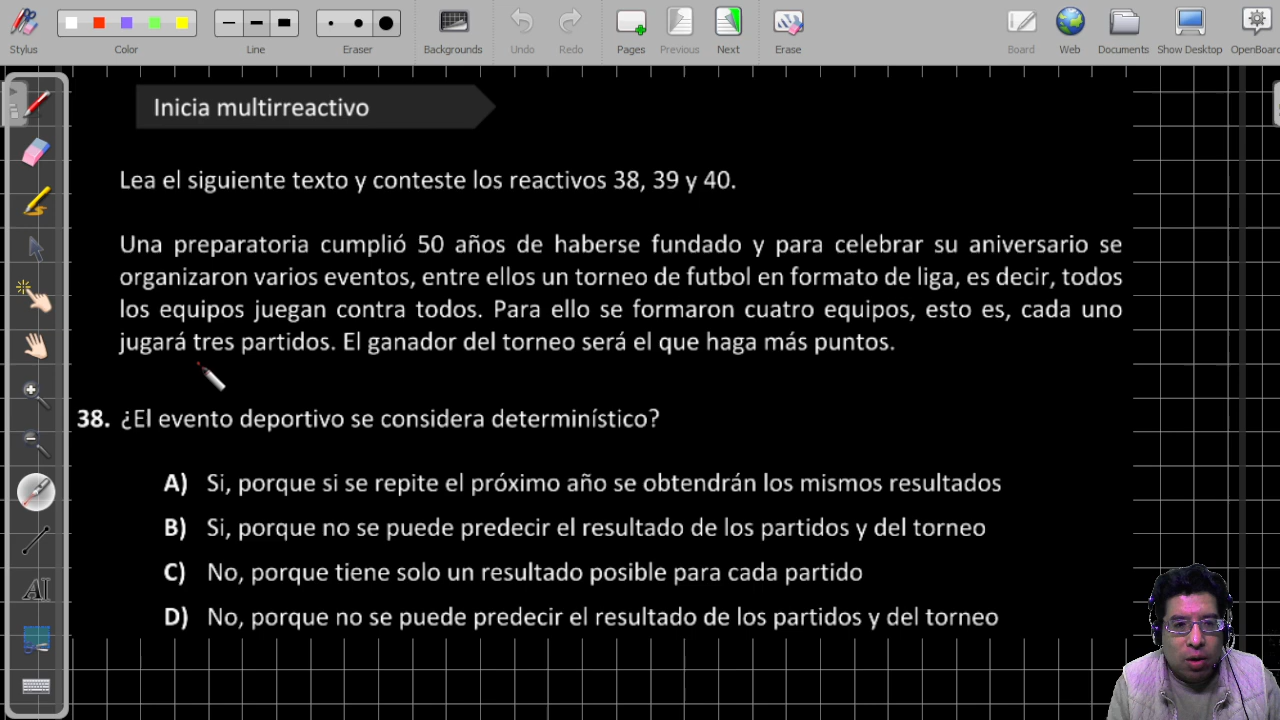 Stylus Color Line Eraser Backgrounds Undo Redo Pages Previous Next Erase Board Web Documents Show Desktop OpenBoar
Inicia multirreactivo
Lea el siguiente texto y conteste los reactivos 38, 39 y 40.
Una preparatoria cumplió 50 años de haberse fundado y para celebrar su aniversario se
organizaron varios eventos, entre ellos un torneo de futbol en formato de liga, es decir, todos
los equipos juegan contra todos. Para ello se formaron cuatro equipos, esto es, cada uno
jugará tres partidos. El ganador del torneo será el que haga más puntos.
38. ¿El evento deportivo se considera determinístico?
A) Si, porque si se repite el próximo año se obtendrán los mismos resultados
B) Si, porque no se puede predecir el resultado de los partidos y del torneo
C) No, porque tiene solo un resultado posible para cada partido
D) No, porque no se puede predecir el resultado de los partidos y del torneo
AI